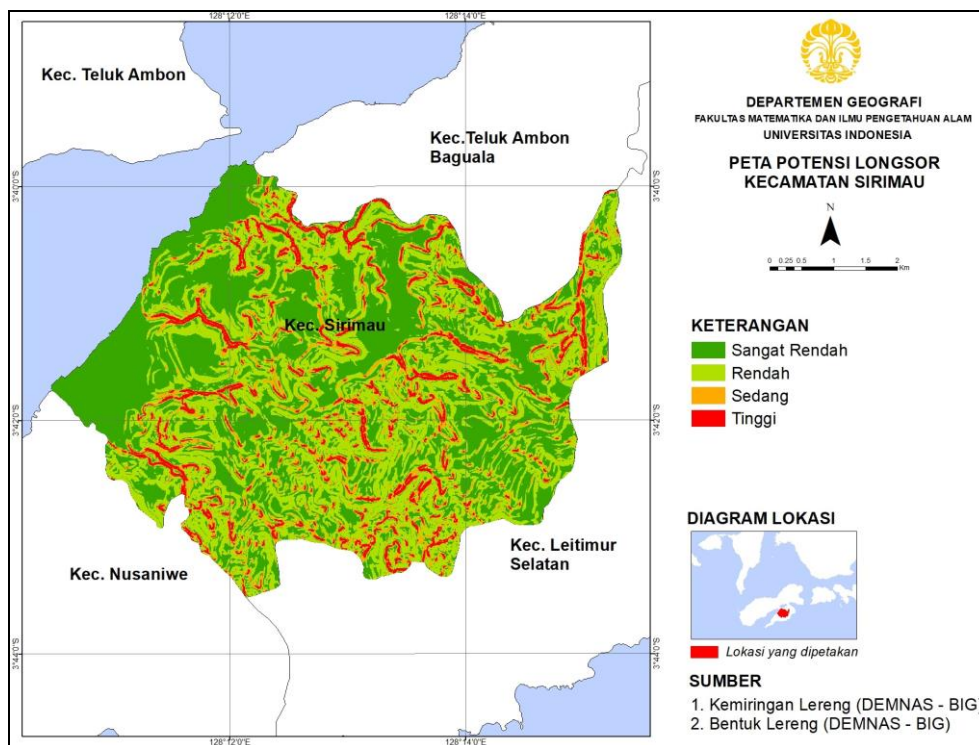 128°12'0"E
128°14'0"E
Kec. Teluk Ambon
Kec.Teluk Ambon
Baguala
3°40'0"S
3°40'0"S
Kec. Sirimau
3°42'0"S
3°42'0"S
Kec. Leitimur
Selatan
Kec. Nusaniwe
3°44'0"S
3°44'0"S
128°12'0"E
128°14'0"E
DEPARTEMEN GEOGRAFI
FAKULTAS MATEMATIKA DAN ILMU PENGETAHUAN ALAM
UNIVERSITAS INDONESIA
PETA POTENSI LONGSOR
KECAMATAN SIRIMAU
N
0 0.25 0.5 1 1.5 2
Km
KETERANGAN
Sangat Rendah
Rendah
Sedang
Tinggi
DIAGRAM LOKASI
Lokasi yang dipetakan
SUMBER
1. Kemiringan Lereng (DEMNAS - BIG)
2. Bentuk Lereng (DEMNAS - BIG)